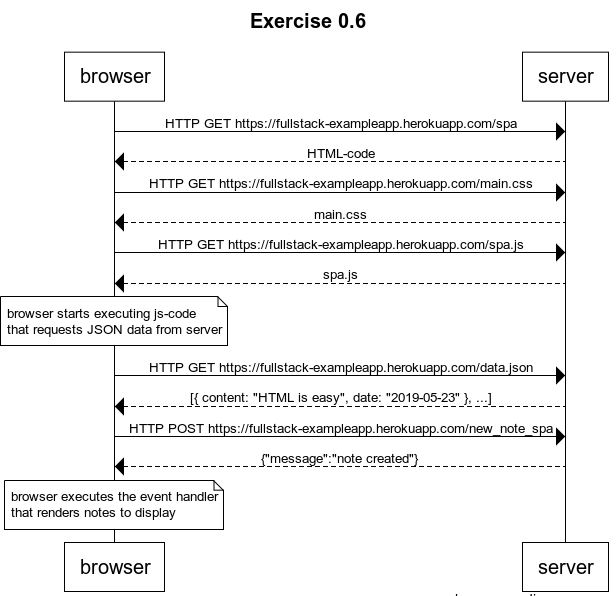 Exercise 0.6
browser
server
HTTP GET https://fullstack-exampleapp.herokuapp.com/spa
HTML-code
HTTP GET https://fullstack-exampleapp.herokuapp.com/main.css
main.css
HTTP GET https://fullstack-exampleapp.herokuapp.com/spa.js
spa.js
browser starts executing js-code
that requests JSON data from server
HTTP GET https://fullstack-exampleapp.herokuapp.com/data.json
[{ content: "HTML is easy", date: "2019-05-23" }, ...]
HTTP POST https://fullstack-exampleapp.herokuapp.com/new_note_spa
{"message":"note created"}
browser executes the event handler
that renders notes to display
browser
server